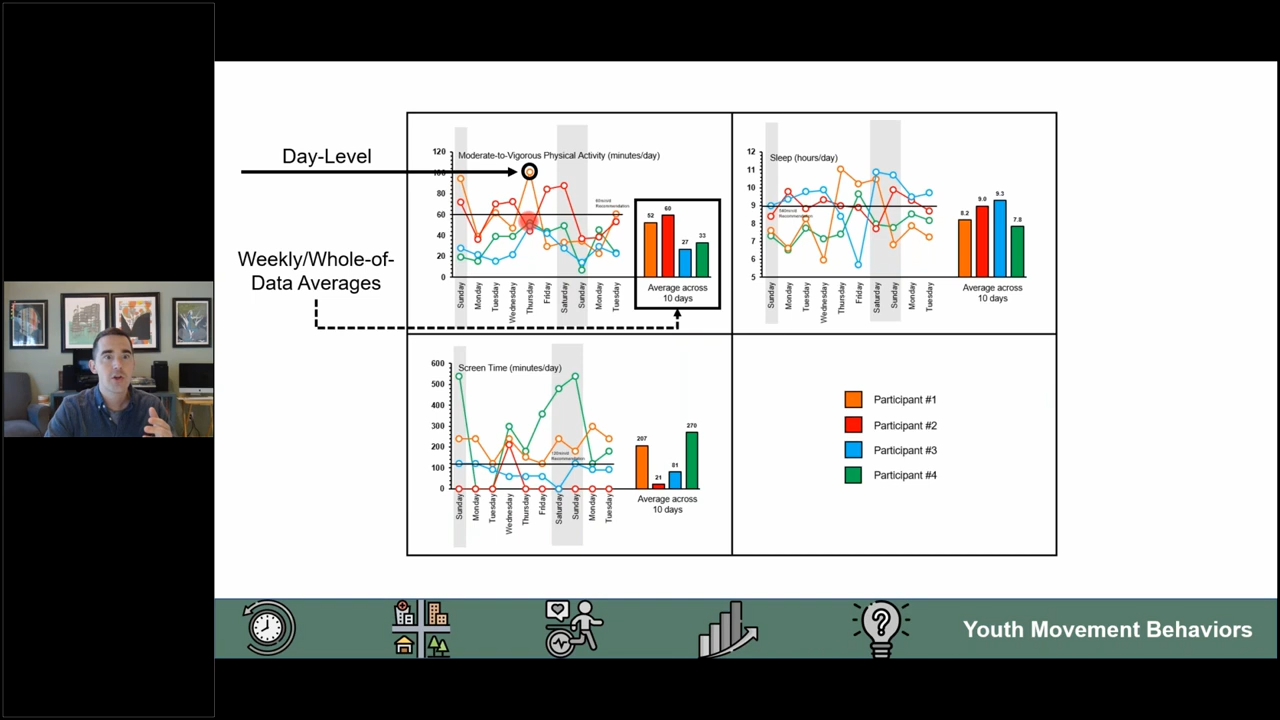 Day-Level
Weekly/Whole-of-
Data Averages
Moderate-to-Vigorous Physical Activity (minutes/day)
120
100
80
60
40
20
0
Recommendation
Sunday
Monday
Tuesday
Wednesday
Thursday
Friday
Saturday
Sunday
Monday
Tuesday
52
60
27
33
Average across
10 days
Sleep (hours/day)
12
11
10
9
8
7
6
5
Recommendation
Sunday
Monday
Tuesday
Wednesday
Thursday
Friday
Saturday
Sunday
Monday
Tuesday
8.2
9.0
9.3
7.8
Average across
10 days
Screen Time (minutes/day)
600
500
400
300
200
100
0
Recommendation
Sunday
Monday
Tuesday
Wednesday
Thursday
Friday
Saturday
Sunday
Monday
Tuesday
207
21
81
270
Average across
10 days
Participant #1
Participant #2
Participant #3
Participant #4
?
Youth Movement Behaviors